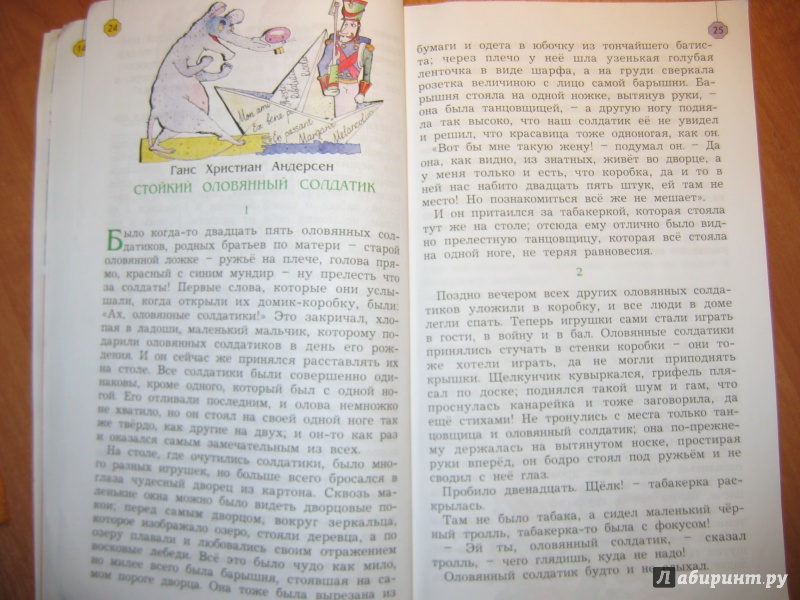 24
Mon ami
En passant
Ганс Христиан Андерсен
СТОЙКИЙ ОЛОВЯННЫЙ СОЛДАТИК
1
Было когда-то двадцать пять оловянных сол-
датиков, родных братьев по матери – старой
оловянной ложке – ружьё на плече, голова пря-
мо, красный с синим мундир – ну прелесть что
за солдаты! Первые слова, которые они услы-
шали, когда открыли их домик-коробку, были:
«Ах, оловянные солдатики!» Это закричал, хло-
пая в ладоши, маленький мальчик, которому по-
дарили оловянных солдатиков в день его рож-
дения. И он сейчас же принялся расставлять их
на столе. Все солдатики были совершенно оди-
наковы, кроме одного, который был с одной но-
гой. Его отливали последним, и олова немножко
не хватило, но он стоял на своей одной ноге так
же твёрдо, как другие на двух; и он-то как раз
и оказался самым замечательным из всех.
На столе, где очутились солдатики, было мно-
го разных игрушек, но больше всего бросался в
глаза чудесный дворец из картона. Сквозь ма-
ленькие окна можно было видеть дворцовые по-
кои; перед самым дворцом, вокруг зеркальца,
которое изображало озеро, стояли деревца, а по
озеру плавали и любовались своим отражением
восковые лебеди. Всё это было чудо как мило,
но милее всего была барышня, стоявшая на са-
мом пороге дворца. Она тоже была вырезана из
25
бумаги и одета в юбочку из тончайшего батис-
та; через плечо у неё шла узенькая голубая
ленточка в виде шарфа, а на груди сверкала
розетка величиною с лицо самой барышни. Ба-
рышня стояла на одной ножке, вытянув руки, –
она была танцовщицей, – а другую ногу подня-
ла так высоко, что наш солдатик её не увидел
и решил, что красавица тоже одноногая, как он.
«Вот бы мне такую жену! – подумал он. – Да
она, как видно, из знатных, живёт во дворце, а
у меня только и есть, что коробка, да и то в
ней нас набито двадцать пять штук, ей там не
место! Но познакомиться всё же не мешает».
И он притаился за табакеркой, которая стояла
тут же на столе; отсюда ему отлично было вид-
но прелестную танцовщицу, которая всё стояла
на одной ноге, не теряя равновесия.
2
Поздно вечером всех других оловянных солда-
тиков уложили в коробку, и все люди в доме
легли спать. Теперь игрушки сами стали играть
в гости, в войну и в бал. Оловянные солдатики
принялись стучать в стенки коробки – они то-
же хотели играть, да не могли приподнять
крышки. Щелкунчик кувыркался, грифель пля-
сал по доске; поднялся такой шум и гам, что
проснулась канарейка и тоже заговорила, да
ещё стихами! Не тронулись с места только тан-
цовщица и оловянный солдатик; она по-прежне-
му держалась на вытянутом носке, простирая
руки вперёд, он бодро стоял под ружьём и не
сводил с неё глаз.
Пробило двенадцать. Щёлк! – табакерка рас-
крылась.
Там не было табака, а сидел маленький чёр-
ный тролль, табакерка-то была с фокусом!
– Эй ты, оловянный солдатик, – сказал
тролль, – чего глядишь, куда не надо!
Оловянный солдатик будто и не слыхал.
Лабиринт.ру